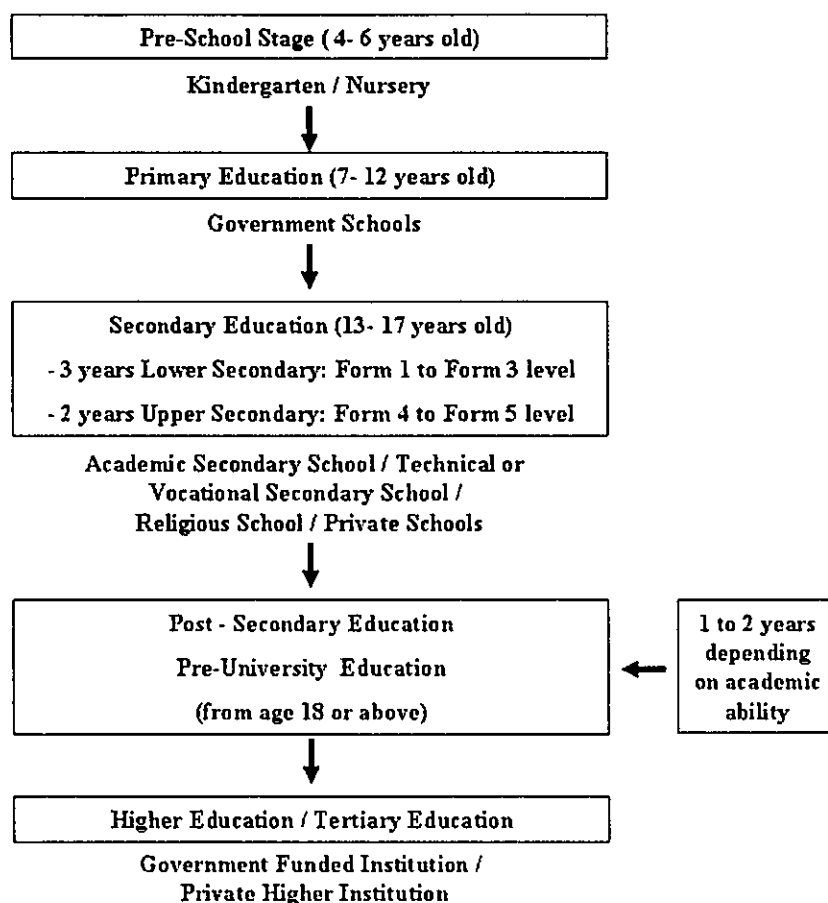 Pre-School Stage ( 4- 6 years old)
Kindergarten / Nursery
Primary Education (7- 12 years old)
Government Schools
Secondary Education (13- 17 years old)
- 3 years Lower Secondary: Form 1 to Form 3 level
- 2 years Upper Secondary: Form 4 to Form 5 level
Academic Secondary School / Technical or
Vocational Secondary School /
Religious School / Private Schools
Post - Secondary Education
Pre-University Education
(from age 18 or above)
1 to 2 years
depending
on academic
ability
Higher Education / Tertiary Education
Government Funded Institution /
Private Higher Institution